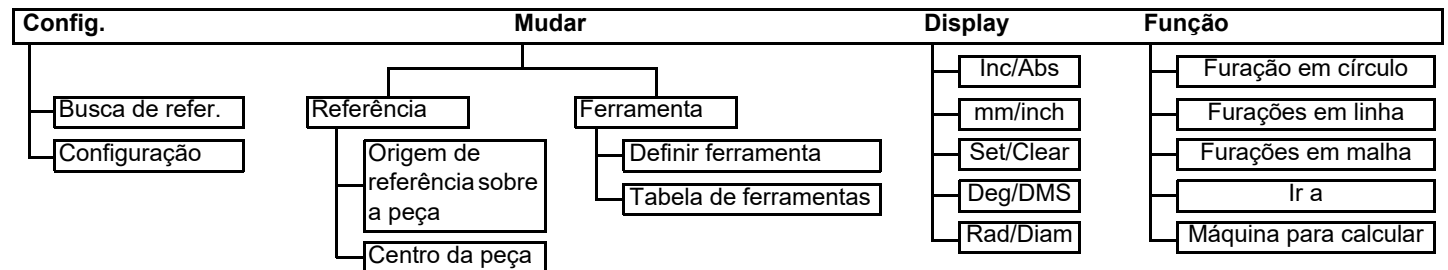 Config.
Mudar
Display
Função
Busca de refer.
Configuração
Referência
Origem de
referência sobre
a peça
Centro da peça
Ferramenta
Definir ferramenta
Tabela de ferramentas
Inc/Abs
mm/inch
Set/Clear
Deg/DMS
Rad/Diam
Furação em círculo
Furações em linha
Furações em malha
Ir a
Máquina para calcular